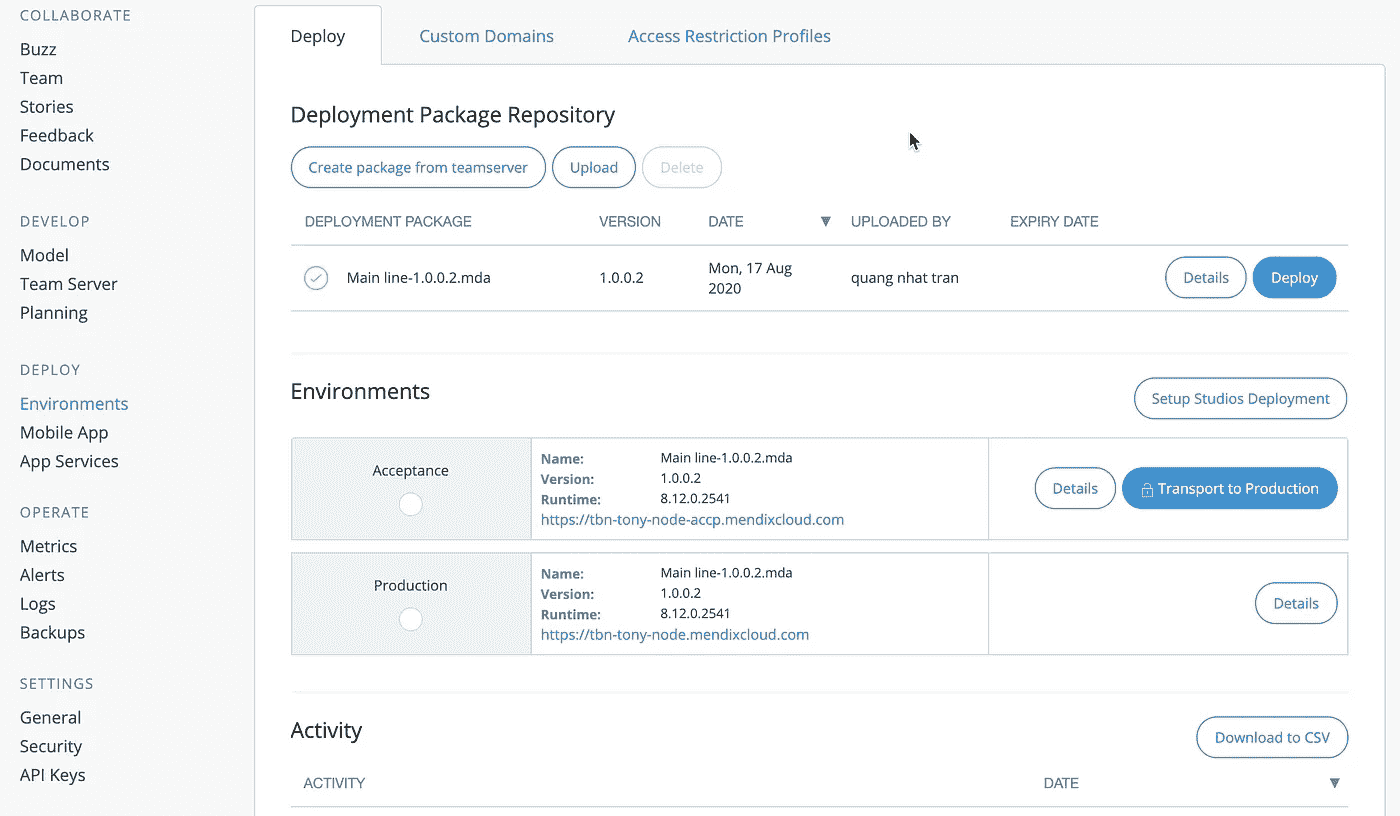 COLLABORATE
Buzz
Team
Stories
Feedback
Documents
DEVELOP
Model
Team Server
Planning
DEPLOY
Environments
Mobile App
App Services
OPERATE
Metrics
Alerts
Logs
Backups
SETTINGS
General
Security
API Keys
Deploy Custom Domains Access Restriction Profiles
Deployment Package Repository
Create package from teamserver Upload Delete
DEPLOYMENT PACKAGE VERSION DATE UPLOADED BY EXPIRY DATE
Main line-1.0.0.2.mda 1.0.0.2 Mon, 17 Aug 2020 quang nhat tran Details Deploy
Environments
Setup Studios Deployment
Acceptance
Name: Main line-1.0.0.2.mda
Version: 1.0.0.2
Runtime: 8.12.0.2541
https://tbn-tony-node-accp.mendixcloud.com
Details Transport to Production
Production
Name: Main line-1.0.0.2.mda
Version: 1.0.0.2
Runtime: 8.12.0.2541
https://tbn-tony-node.mendixcloud.com
Details
Activity
Download to CSV
ACTIVITY DATE